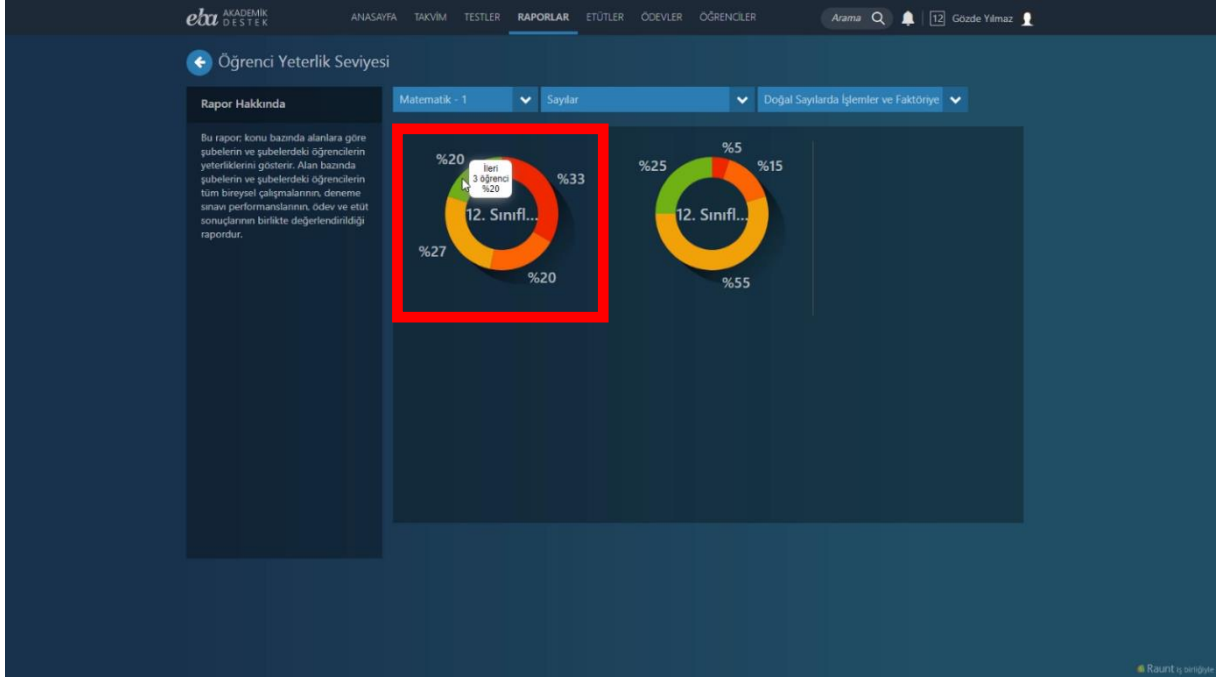 eba AKADEMİK DESTEK
ANASAYFA TAKVİM TESTLER RAPORLAR ETÜTLER ÖDEVLER ÖĞRENCİLER
Arama
12 Gözde Yılmaz
Öğrenci Yeterlik Seviyesi
Rapor Hakkında
Bu rapor; konu bazında alanlara göre
şubelerin ve şubelerdeki öğrencilerin
yeterliklerini gösterir. Alan bazında
şubelerin ve şubelerdeki öğrencilerin
tüm bireysel çalışmalarının, deneme
sınavı performanslarının, ödev ve etüt
sonuçlarının birlikte değerlendirildiği
rapordur.
Matematik - 1
Sayılar
Doğal Sayılarda İşlemler ve Faktöriye
%20
İleri
3 öğrenci
%20
%33
12. Sınıfl...
%27
%20
%5
%25
%15
12. Sınıfl...
%55
Raunt iş birliğiyle